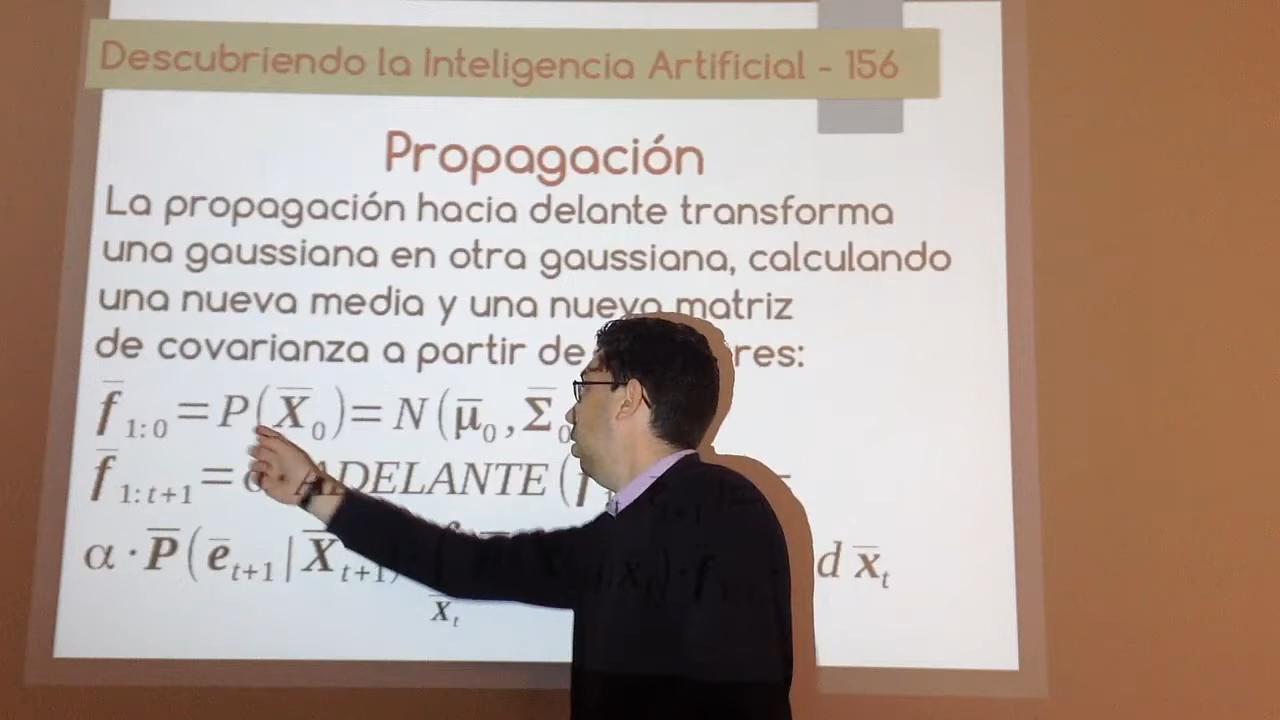 Descubriendo la Inteligencia Artificial - 156
Propagación
La propagación hacia delante transforma
una gaussiana en otra gaussiana, calculando
una nueva media y una nueva matriz
de covarianza a partir de res:
f̅ 1:0 = P(X̅ 0) = N(μ̅ 0, Σ̅ 0
f̅ 1:t+1 = ADELANTE (f
α · P̅(e̅ t+1 | X̅ t+1) d x̅ t
x̅ t